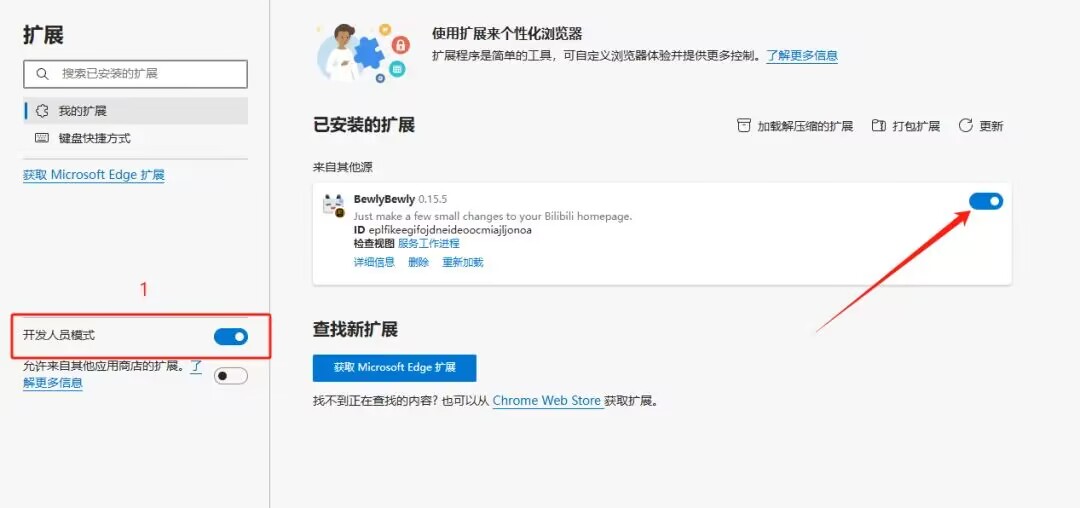 扩展
搜索已安装的扩展
我的扩展
键盘快捷方式
获取 Microsoft Edge 扩展
1
开发人员模式
允许来自其他应用商店的扩展。了
解更多信息
使用扩展来个性化浏览器
扩展程序是简单的工具，可自定义浏览器体验并提供更多控制。了解更多信息
已安装的扩展
加载解压缩的扩展
打包扩展
更新
来自其他源
BewlyBewly 0.15.5
Just make a few small changes to your Bilibili homepage.
ID eplfikeegifojdneideoocmiajljonoa
检查视图 服务工作进程
详细信息 删除 重新加载
查找新扩展
获取 Microsoft Edge 扩展
找不到正在查找的内容? 也可以从 Chrome Web Store 获取扩展。